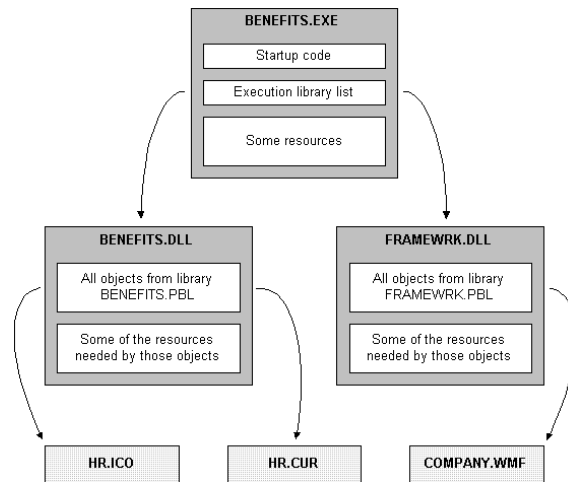 BENEFITS.EXE
Startup code
Execution library list
Some resources
BENEFITS.DLL
All objects from library
BENEFITS.PBL
Some of the resources
needed by those objects
FRAMEWRK.DLL
All objects from library
FRAMEWRK.PBL
Some of the resources
needed by those objects
HR.ICO
HR.CUR
COMPANY.WMF